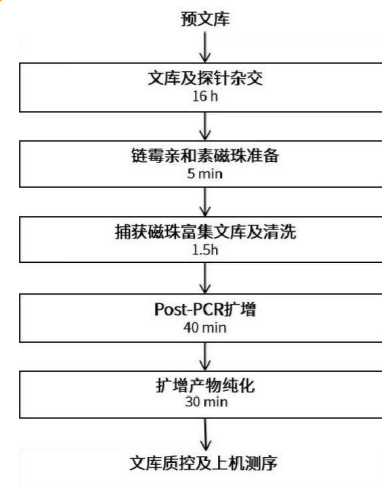 预文库
文库及探针杂交
16 h
链霉亲和素磁珠准备
5 min
捕获磁珠富集文库及清洗
1.5h
Post-PCR扩增
40 min
扩增产物纯化
30 min
文库质控及上机测序